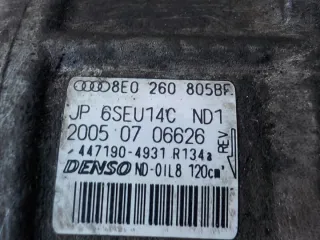 8E0 260 805BF
JP 6SEU14C ND1
2005 07 06626
REV
447190-4931 R134a
DENSO ND-OIL8 120cm³